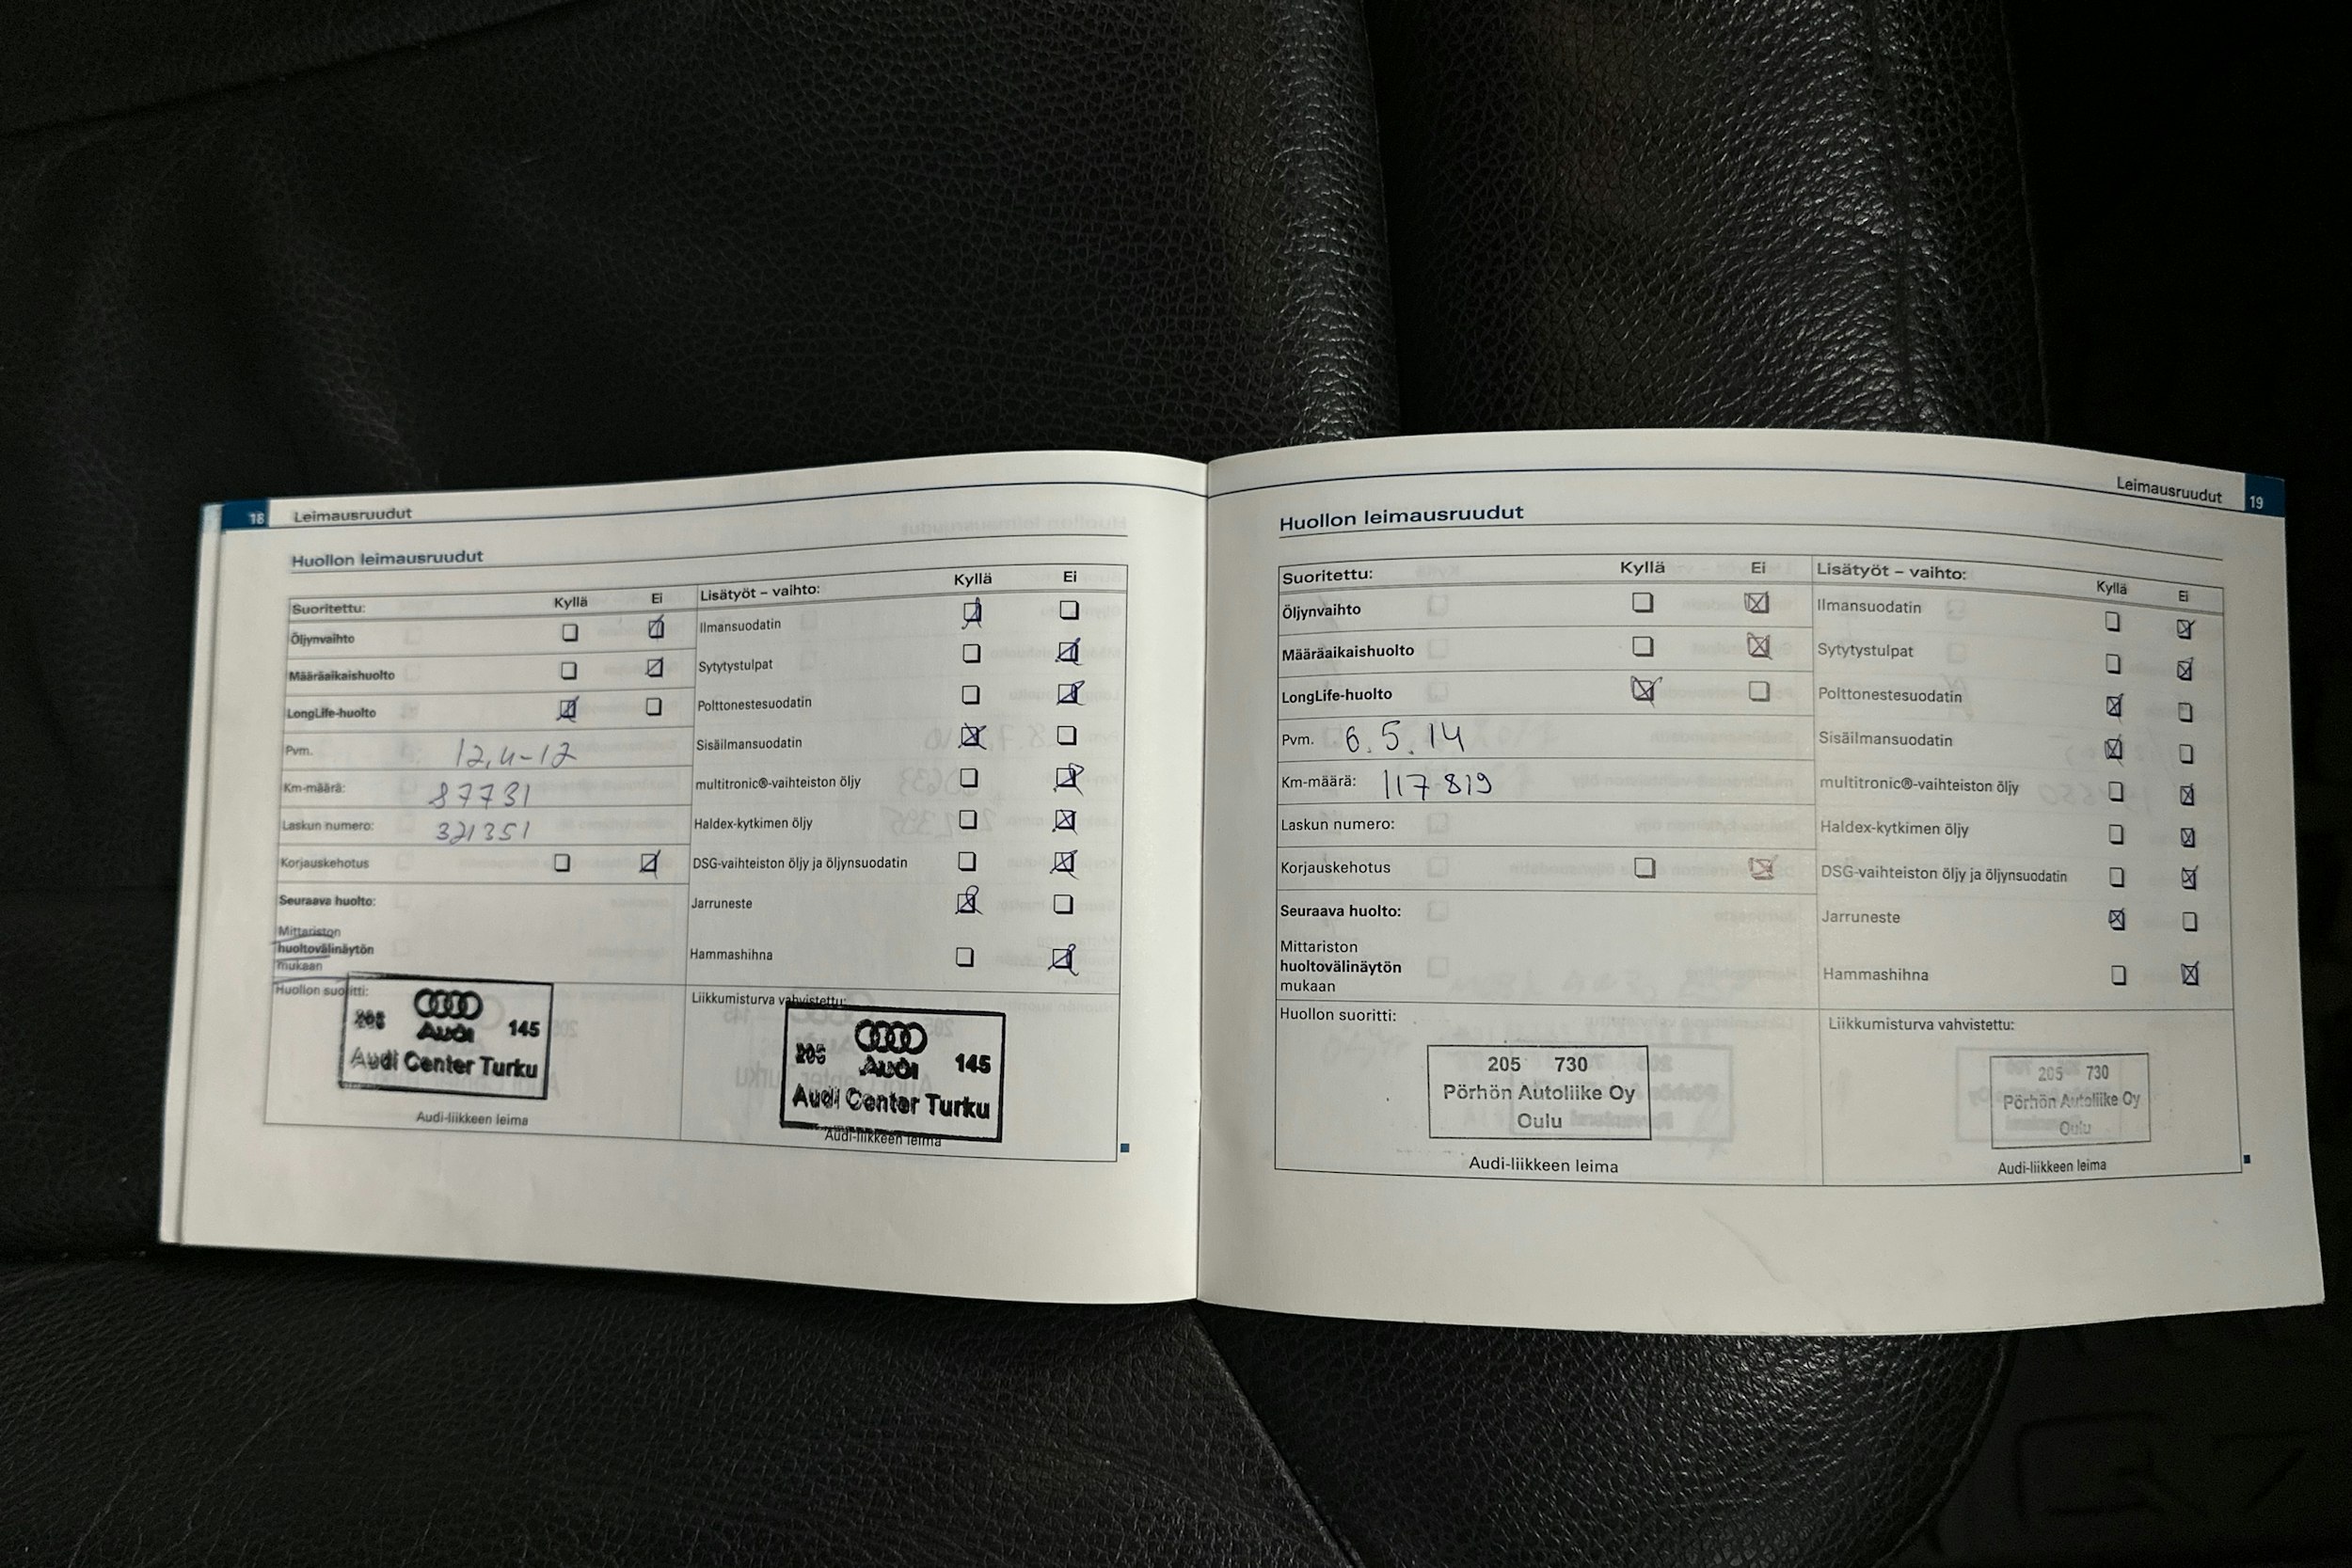 18 Leimausruudut
Huollon leimausruudut
Suoritettu: Kyllä Ei
Öljynvaihto
Määräaikaishuolto
LongLife-huolto
Pvm. 12.4-12
Km-määrä: 87731
Laskun numero: 321351
Korjauskehotus
Seuraava huolto:
Mittariston
huoltovälinäytön
mukaan
Lisätyöt – vaihto: Kyllä Ei
Ilmansuodatin
Sytytystulpat
Polttonestesuodatin
Sisäilmansuodatin
multitronic®-vaihteiston öljy
Haldex-kytkimen öljy
DSG-vaihteiston öljy ja öljynsuodatin
Jarruneste
Hammashihna
Huollon suoritti:
205 Audi 145
Audi Center Turku
Audi-liikkeen leima
Liikkumisturva vahvistettu:
205 Audi 145
Audi Center Turku
Audi-liikkeen leima
Leimausruudut 19
Huollon leimausruudut
Suoritettu: Kyllä Ei
Öljynvaihto
Määräaikaishuolto
LongLife-huolto
Pvm. 6.5.14
Km-määrä: 117819
Laskun numero:
Korjauskehotus
Seuraava huolto:
Mittariston
huoltovälinäytön
mukaan
Lisätyöt – vaihto: Kyllä Ei
Ilmansuodatin
Sytytystulpat
Polttonestesuodatin
Sisäilmansuodatin
multitronic®-vaihteiston öljy
Haldex-kytkimen öljy
DSG-vaihteiston öljy ja öljynsuodatin
Jarruneste
Hammashihna
Huollon suoritti:
205 730
Pörhön Autoliike Oy
Oulu
Audi-liikkeen leima
Liikkumisturva vahvistettu:
205 730
Pörhön Autoliike Oy
Oulu
Audi-liikkeen leima